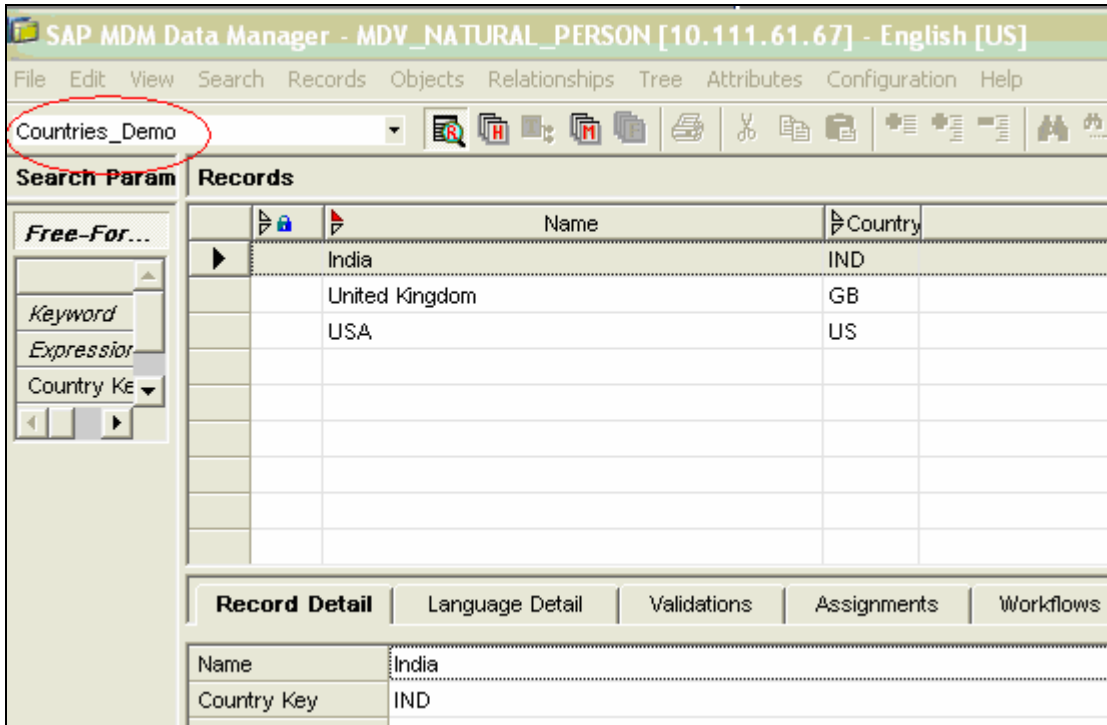 SAP MDM Data Manager - MDV_NATURAL_PERSON [10.111.61.67] - English [US]
File Edit View Search Records Objects Relationships Tree Attributes Configuration Help
Countries_Demo
Search Param Records
Free-For...
Name Country
India IND
United Kingdom GB
USA US
Keyword
Expression
Country Ke
Record Detail Language Detail Validations Assignments Workflows
Name India
Country Key IND